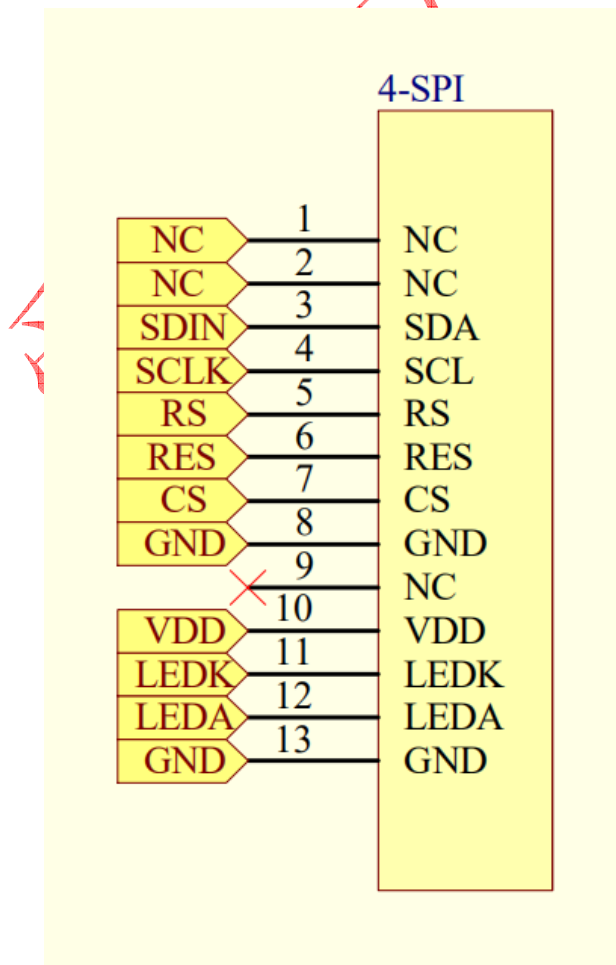 4-SPI
NC 1 NC
NC 2 NC
SDIN 3 SDA
SCLK 4 SCL
RS 5 RS
RES 6 RES
CS 7 CS
GND 8 GND
9 NC
VDD 10 VDD
LEDK 11 LEDK
LEDA 12 LEDA
GND 13 GND